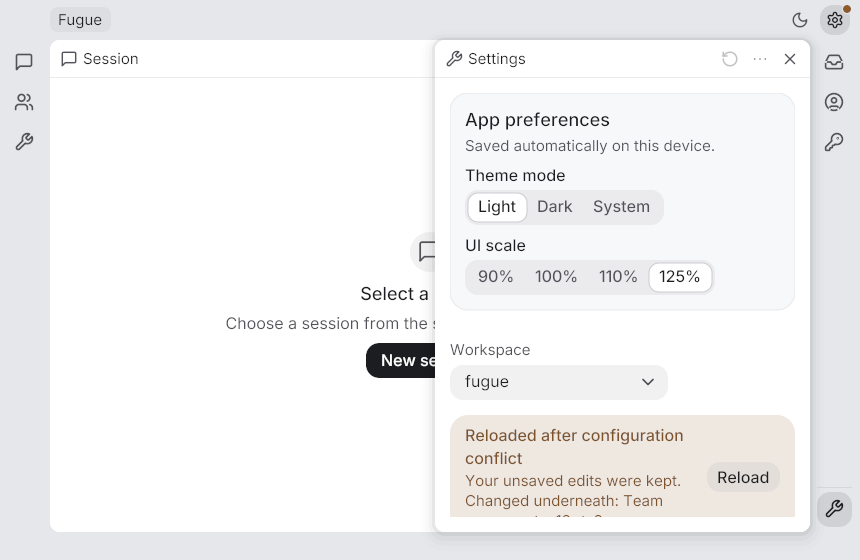 Fugue
Session
Settings
App preferences
Saved automatically on this device.
Theme mode
Light Dark System
UI scale
90% 100% 110% 125%
Select a
Choose a session from the
New se
Workspace
fugue
Reloaded after configuration
conflict
Your unsaved edits were kept.
Changed underneath: Team
Reload